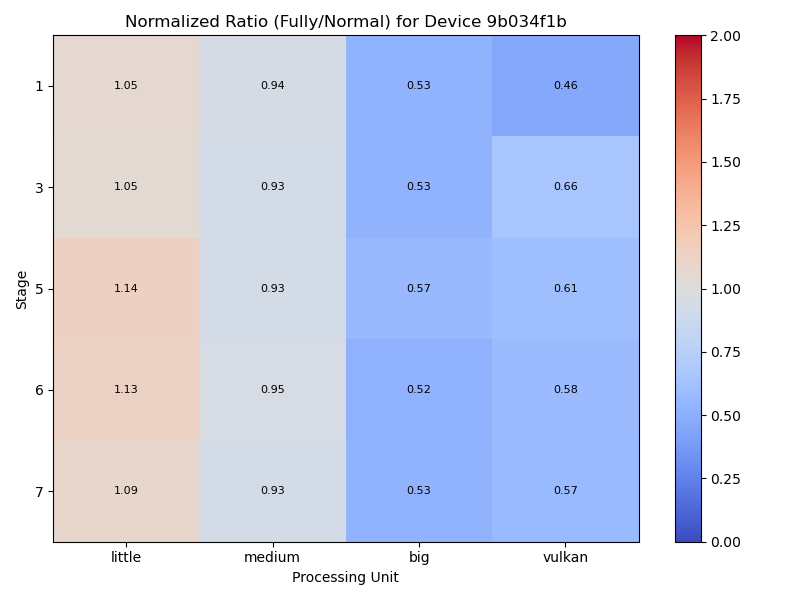 Normalized Ratio (Fully/Normal) for Device 9b034f1b
2.00
1 1.05 0.94 0.53 0.46
1.75
3 1.05 0.93 0.53 0.66
1.50
1.25
Stage
5 1.14 0.93 0.57 0.61
1.00
0.75
6 1.13 0.95 0.52 0.58
0.50
7 1.09 0.93 0.53 0.57
0.25
0.00
little medium big vulkan
Processing Unit